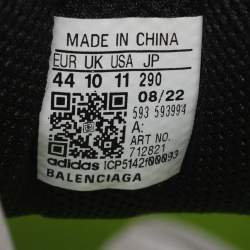 MADE IN CHINA
EUR UK USA JP
44 10 11 290
08/22
593 593994
A:
ART NO.
712821
adidas 1CP5142f00093
BALENCIAGA